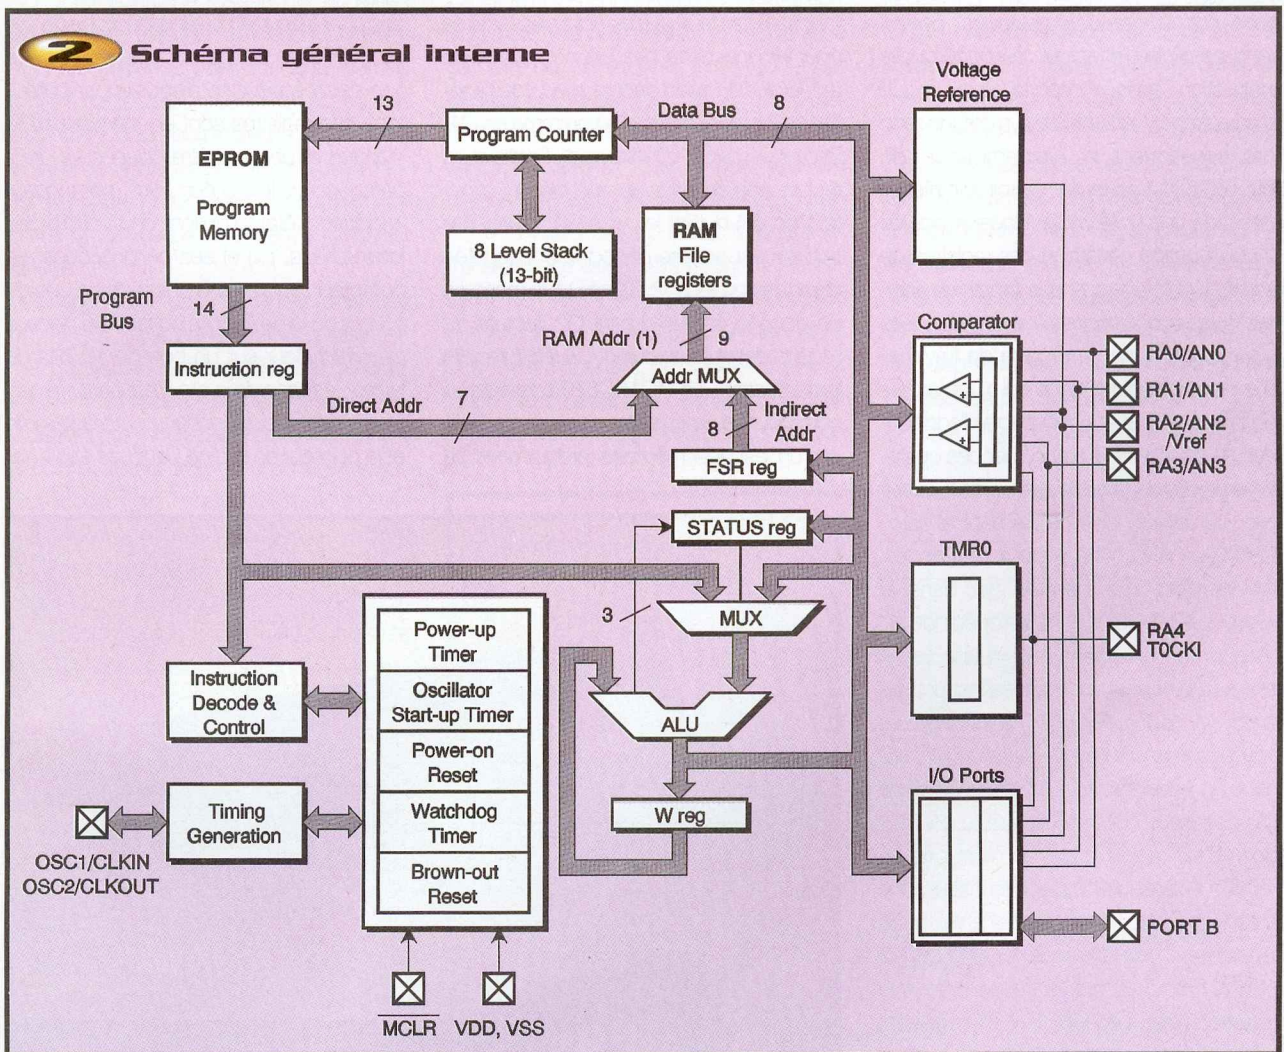 2 Schéma général interne
EPROM
Program
Memory
13
Program Counter
Data Bus
8
8 Level Stack
(13-bit)
RAM
File
registers
Voltage
Reference
Program
Bus
14
Instruction reg
RAM Addr (1)
9
Addr MUX
Direct Addr
7
8
Indirect
Addr
FSR reg
STATUS reg
3
MUX
ALU
W reg
Comparator
- +
- +
RA0/AN0
RA1/AN1
RA2/AN2
/Vref
RA3/AN3
TMR0
RA4
T0CKI
I/O Ports
PORT B
Instruction
Decode &
Control
Timing
Generation
OSC1/CLKIN
OSC2/CLKOUT
Power-up
Timer
Oscillator
Start-up Timer
Power-on
Reset
Watchdog
Timer
Brown-out
Reset
MCLR
VDD, VSS